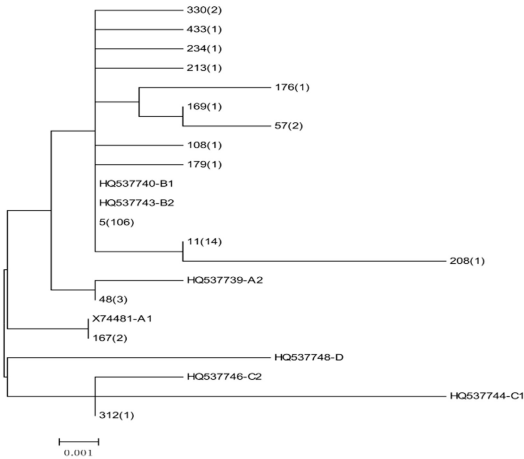 330(2)
433(1)
234(1)
213(1)
176(1)
169(1)
57(2)
108(1)
179(1)
HQ537740-B1
HQ537743-B2
5(106)
11(14)
208(1)
HQ537739-A2
48(3)
X74481-A1
167(2)
HQ537748-D
HQ537746-C2
HQ537744-C1
312(1)
0.001